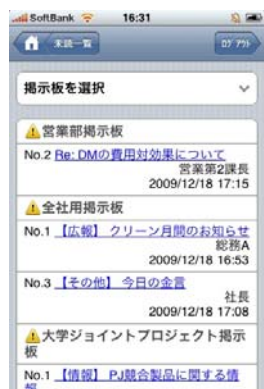 SoftBank 16:31
未読一覧 ログアウト
掲示板を選択
営業部掲示板
No.2 Re: DMの費用対効果について
営業第2課長
2009/12/18 17:15
全社用掲示板
No.1 【広報】 クリーン月間のお知らせ
総務A
2009/12/18 16:53
No.3 【その他】 今日の金言
社長
2009/12/18 17:08
大学ジョイントプロジェクト掲示
板
No.1 【情報】 PJ競合製品に関する情
報